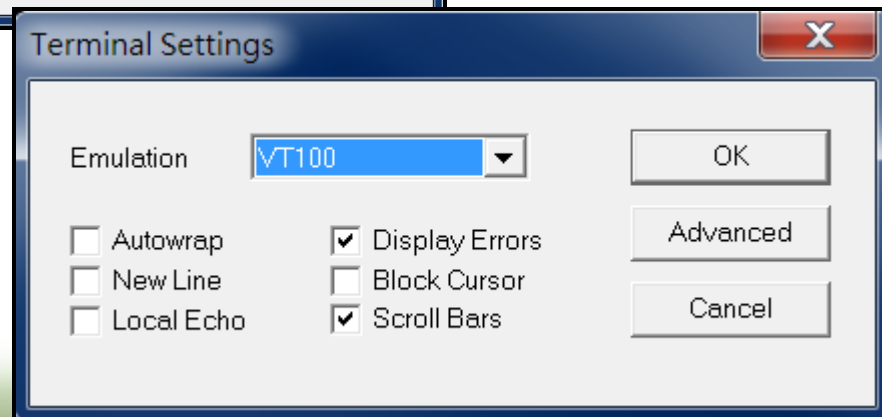 Terminal Settings
Emulation VT100 OK
Autowrap Display Errors Advanced
New Line Block Cursor
Local Echo Scroll Bars Cancel